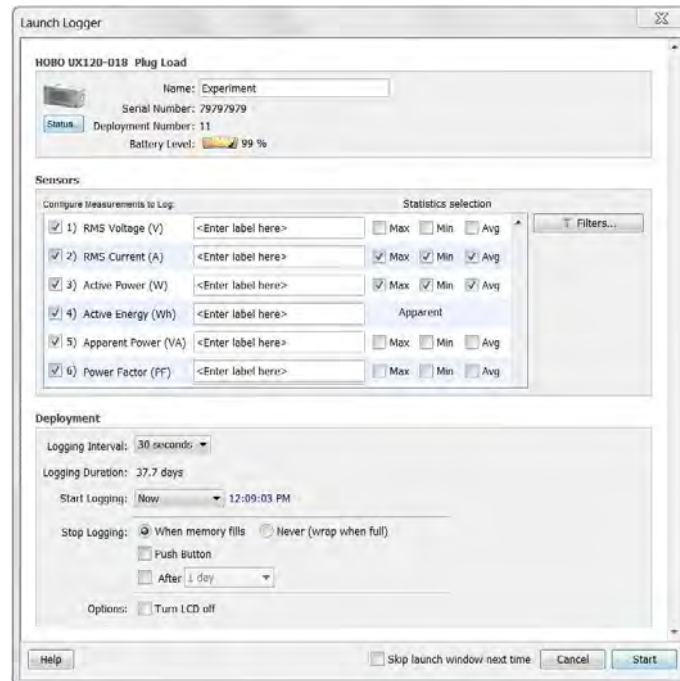 Launch Logger
HOBO UX120-018 Plug Load
Name: Experiment
Serial Number: 79797979
Status... Deployment Number: 11
Battery Level: 99 %
Sensors
Configure Measurements to Log: Statistics selection
1) RMS Voltage (V) <Enter label here> Max Min Avg Filters...
2) RMS Current (A) <Enter label here> Max Min Avg
3) Active Power (W) <Enter label here> Max Min Avg
4) Active Energy (Wh) <Enter label here> Apparent
5) Apparent Power (VA) <Enter label here> Max Min Avg
6) Power Factor (PF) <Enter label here> Max Min Avg
Deployment
Logging Interval: 30 seconds
Logging Duration: 37.7 days
Start Logging: Now 12:09:03 PM
Stop Logging: When memory fills Never (wrap when full)
Push Button
After 1 day
Options: Turn LCD off
Help Skip launch window next time Cancel Start